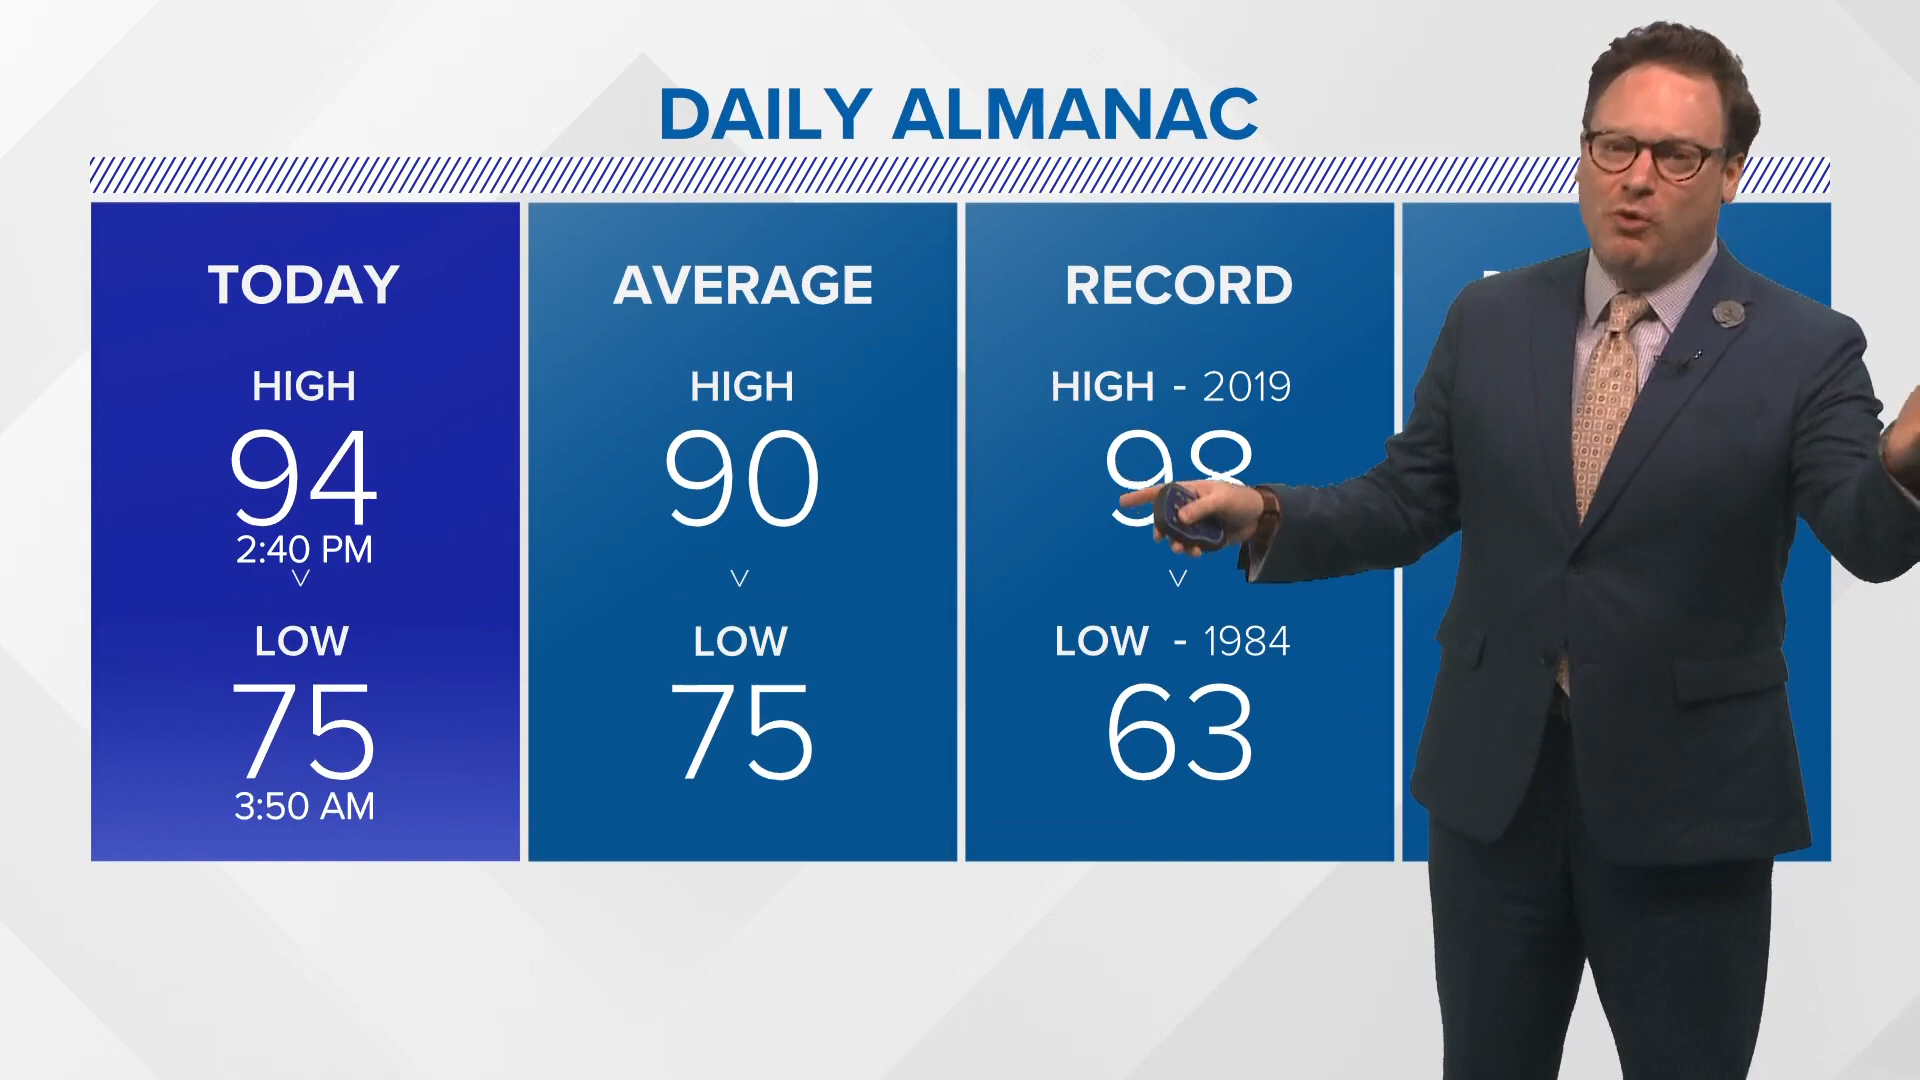 DAILY ALMANAC
TODAY
HIGH
94
2:40 PM
LOW
75
3:50 AM
AVERAGE
HIGH
90
LOW
75
RECORD
HIGH - 2019
98
LOW - 1984
63